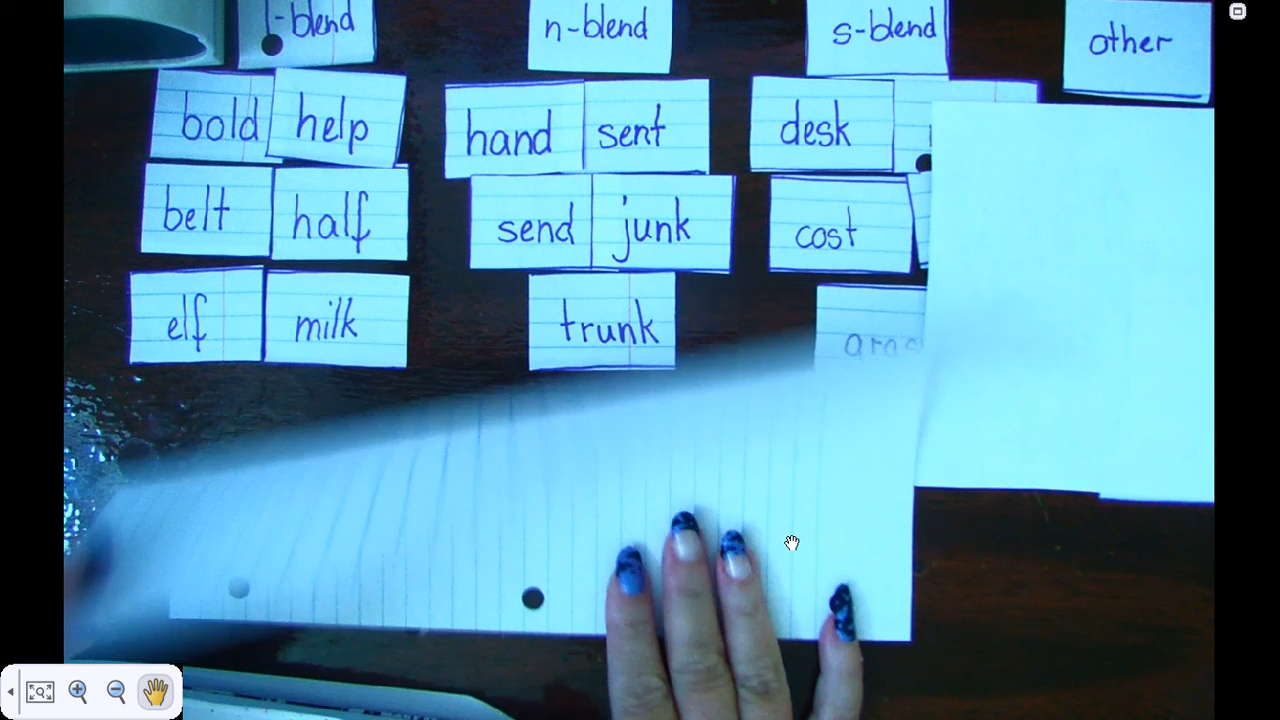 l-blend n-blend s-blend other
bold help hand sent desk
belt half send junk cost
elf milk trunk